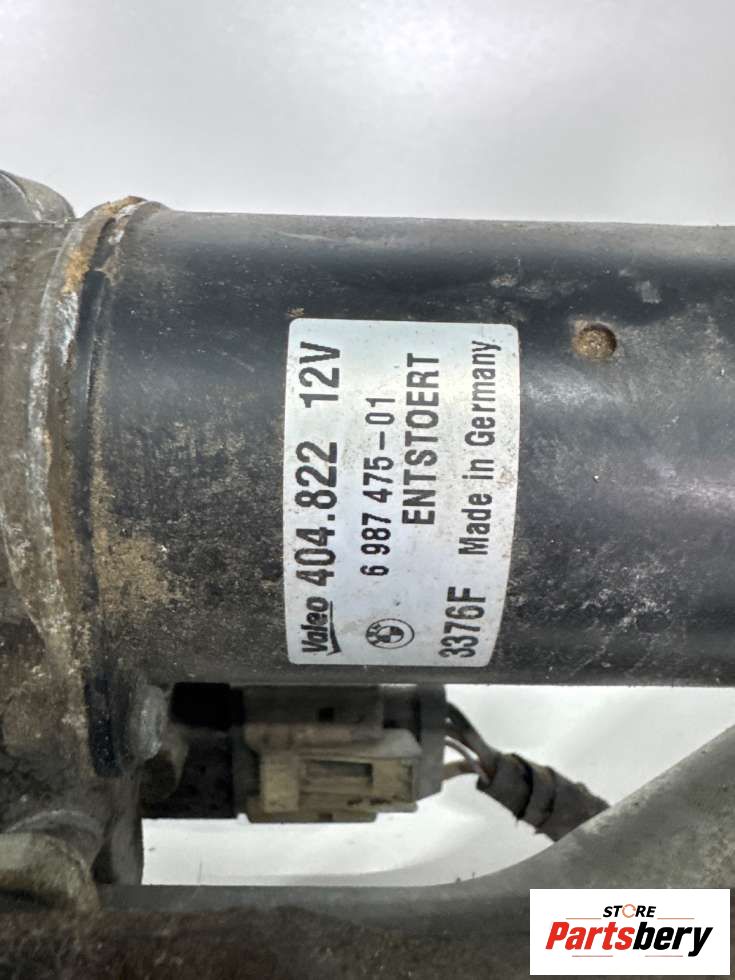 Valeo 404.822 12V
6 987 475-01
ENTSTOERT
3376F Made in Germany
STORE
Partsbery